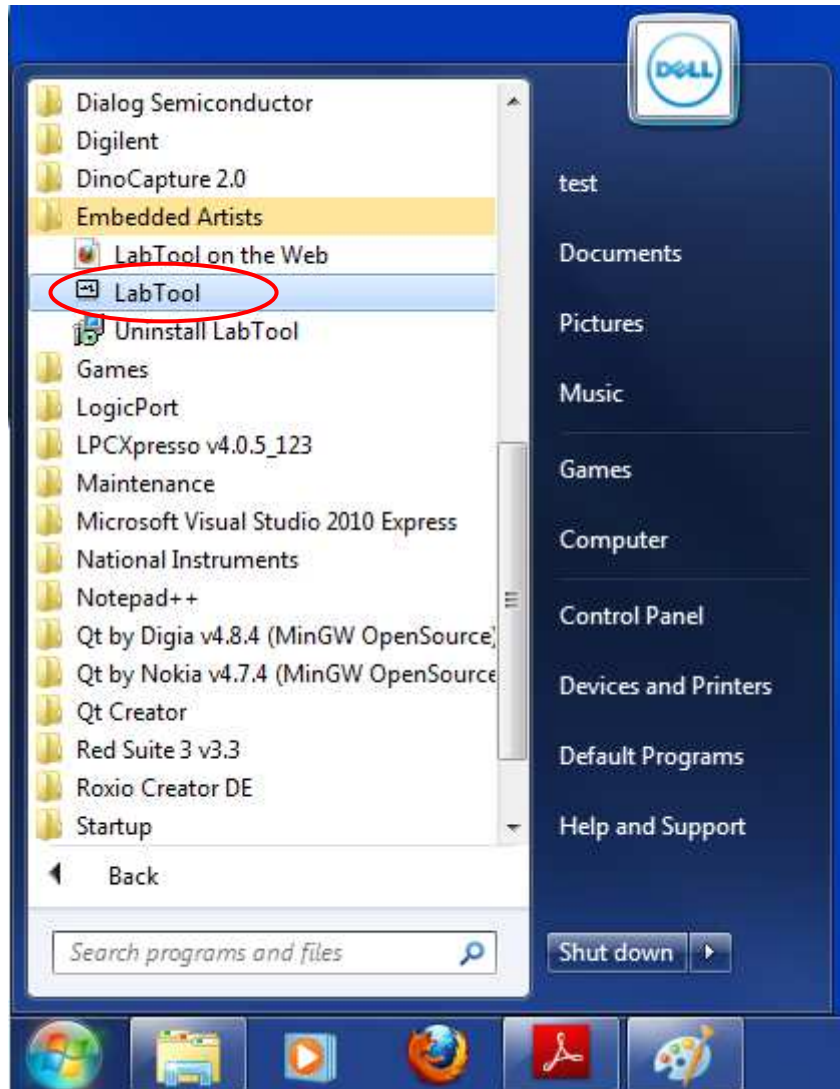 Dialog Semiconductor
Digilent
DinoCapture 2.0
Embedded Artists
LabTool on the Web
LabTool
Uninstall LabTool
Games
LogicPort
LPCXpresso v4.0.5_123
Maintenance
Microsoft Visual Studio 2010 Express
National Instruments
Notepad++
Qt by Digia v4.8.4 (MinGW OpenSource)
Qt by Nokia v4.7.4 (MinGW OpenSource
Qt Creator
Red Suite 3 v3.3
Roxio Creator DE
Startup
Back
Search programs and files
DELL
test
Documents
Pictures
Music
Games
Computer
Control Panel
Devices and Printers
Default Programs
Help and Support
Shut down